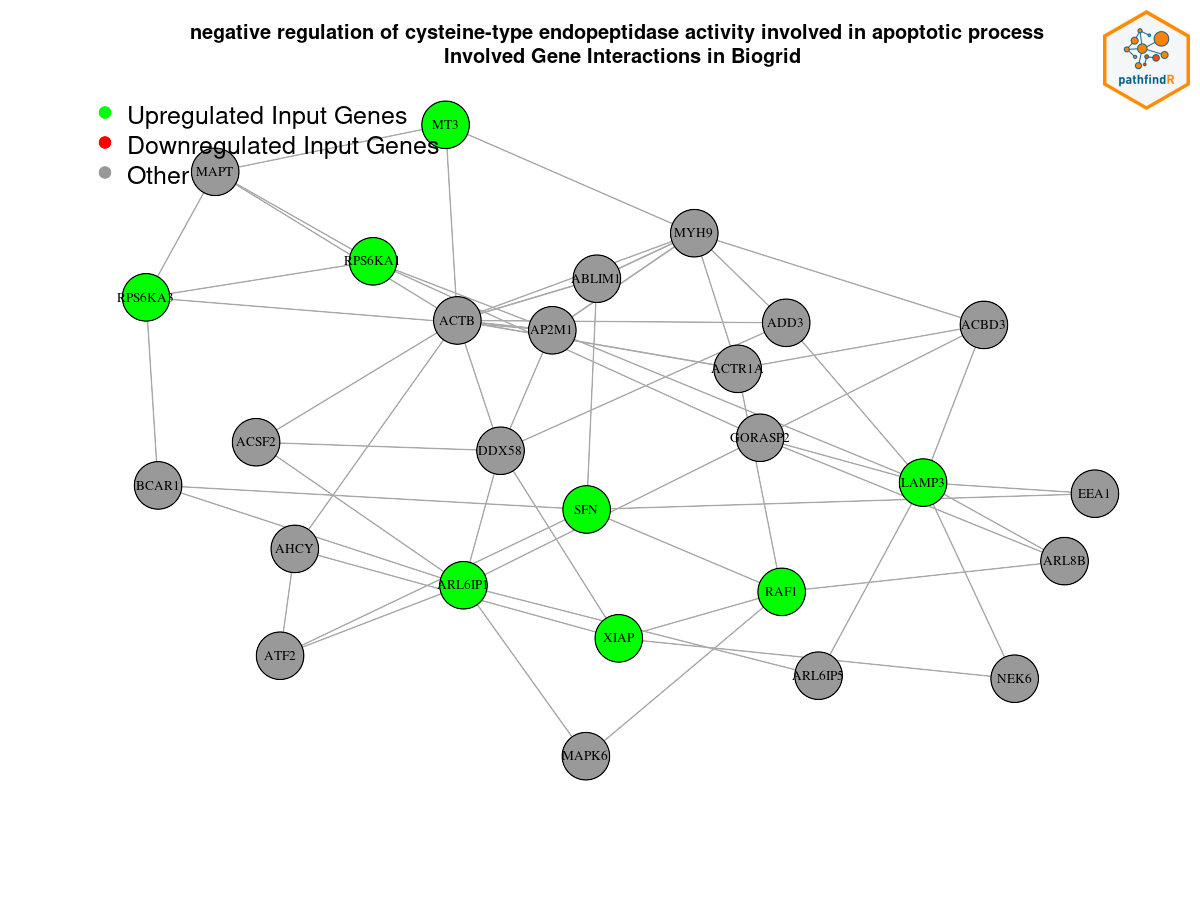 negative regulation of cysteine-type endopeptidase activity involved in apoptotic process
Involved Gene Interactions in Biogrid
pathfindR
Upregulated Input Genes
Downregulated Input Genes
Other
MT3
MAPT
MYH9
RPS6KA1
ABLIM1
RPS6KA3
ACTB
AP2M1
ADD3
ACBD3
ACTR1A
GORASP2
ACSF2
DDX58
BCAR1
LAMP3
EEA1
SFN
AHCY
ARL8B
ARL6IP1
RAF1
XIAP
ATF2
ARL6IP5
NEK6
MAPK6